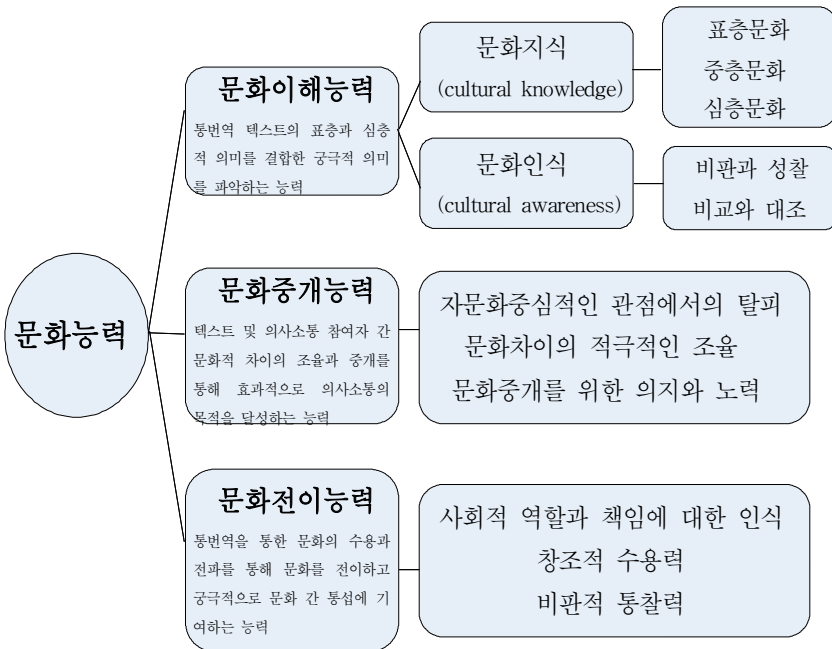 문화능력
문화이해능력
통번역 텍스트의 표층과 심층
적 의미를 결합한 궁극적 의미
를 파악하는 능력
문화지식
(cultural knowledge)
표층문화
중층문화
심층문화
문화인식
(cultural awareness)
비판과 성찰
비교와 대조
문화중개능력
텍스트 및 의사소통 참여자 간
문화적 차이의 조율과 중개를
통해 효과적으로 의사소통의
목적을 달성하는 능력
자문화중심적인 관점에서의 탈피
문화차이의 적극적인 조율
문화중개를 위한 의지와 노력
문화전이능력
통번역을 통한 문화의 수용과
전파를 통해 문화를 전이하고
궁극적으로 문화 간 통섭에 기
여하는 능력
사회적 역할과 책임에 대한 인식
창조적 수용력
비판적 통찰력